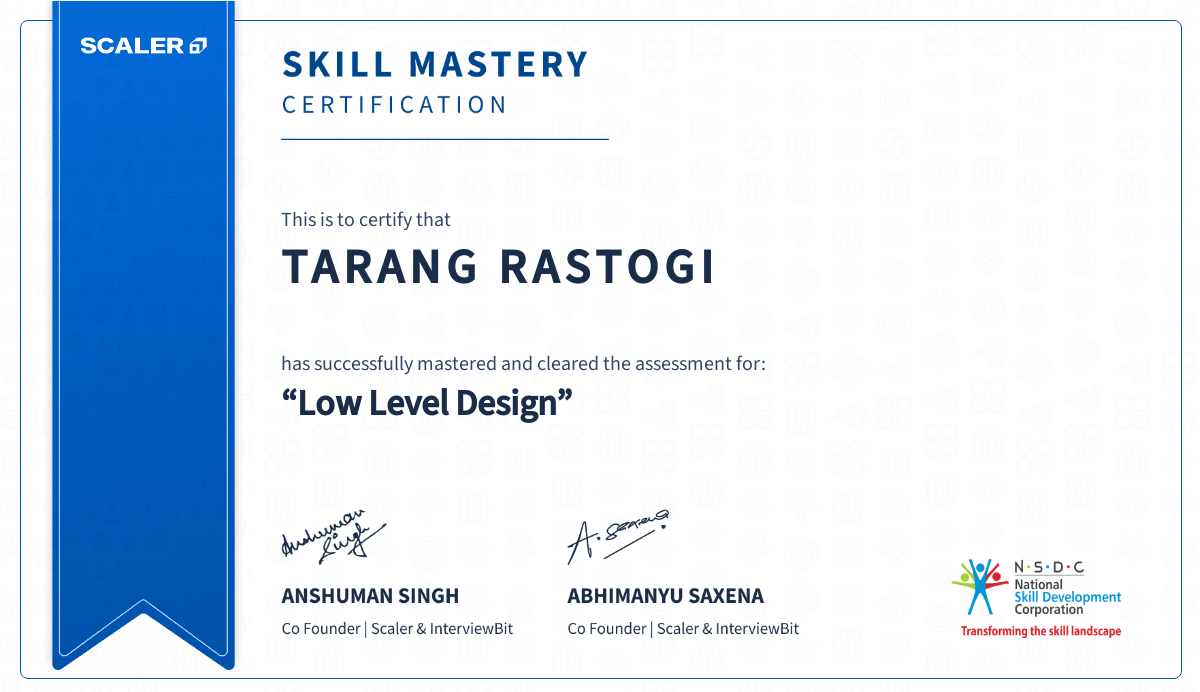 SCALER
SKILL MASTERY
CERTIFICATION
This is to certify that
TARANG RASTOGI
has successfully mastered and cleared the assessment for:
“Low Level Design”
Anshuman
Singh
A. Saxena
ANSHUMAN SINGH
Co Founder | Scaler & InterviewBit
ABHIMANYU SAXENA
Co Founder | Scaler & InterviewBit
N·S·D·C
National
Skill Development
Corporation
Transforming the skill landscape